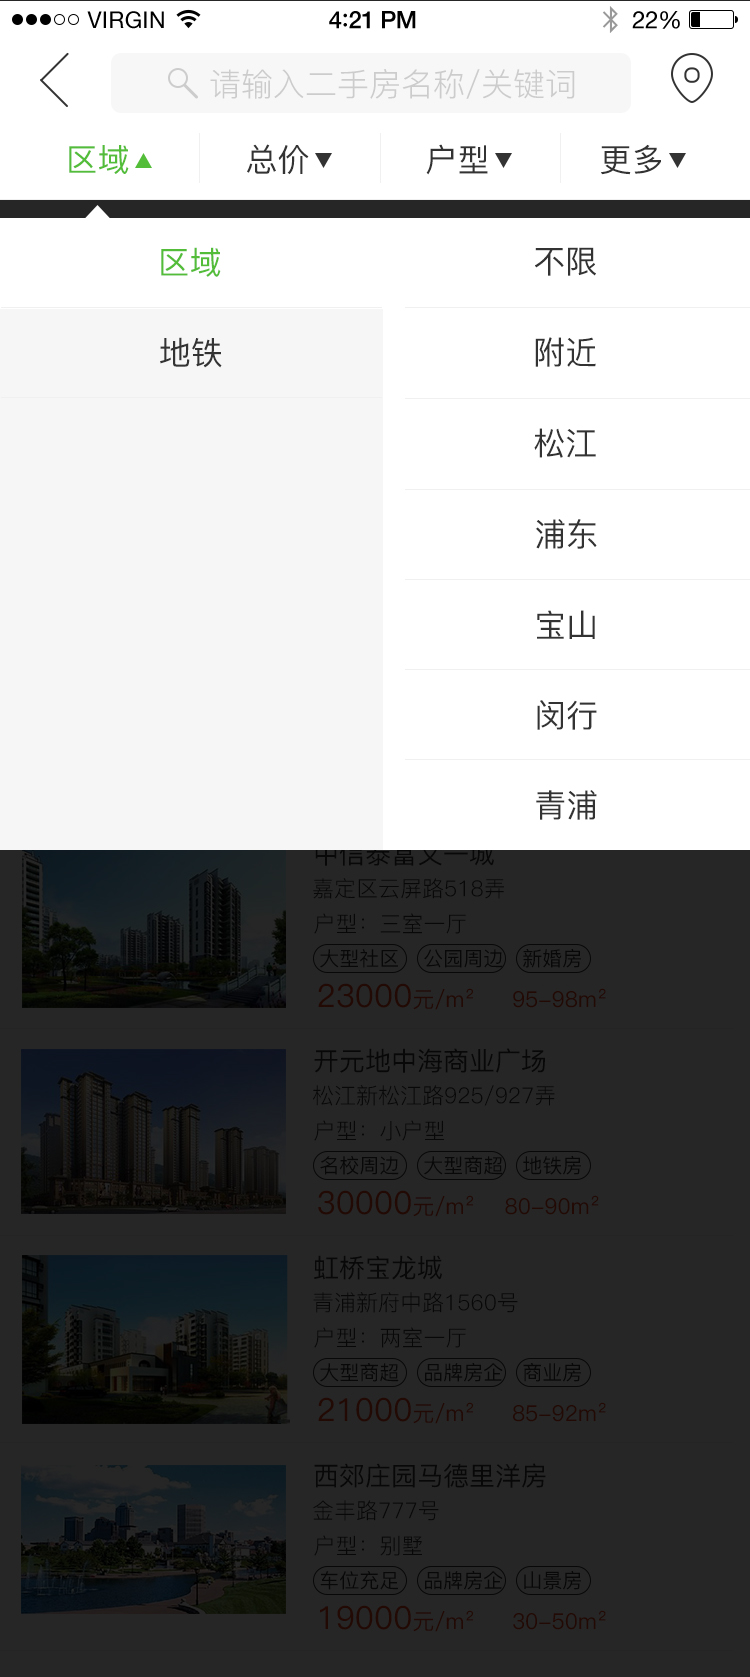 VIRGIN 4:21 PM 22%
请输入二手房名称/关键词
区域 总价 户型 更多
区域 不限
地铁 附近
松江
浦东
宝山
闵行
青浦
中信泰富又一城
嘉定区云屏路518弄
户型：三室一厅
大型社区 公园周边 新婚房
23000元/m² 95-98m²
开元地中海商业广场
松江新松江路925/927弄
户型：小户型
名校周边 大型商超 地铁房
30000元/m² 80-90m²
虹桥宝龙城
青浦新府中路1560号
户型：两室一厅
大型商超 品牌房企 商业房
21000元/m² 85-92m²
西郊庄园马德里洋房
金丰路777号
户型：别墅
车位充足 品牌房企 山景房
19000元/m² 30-50m²